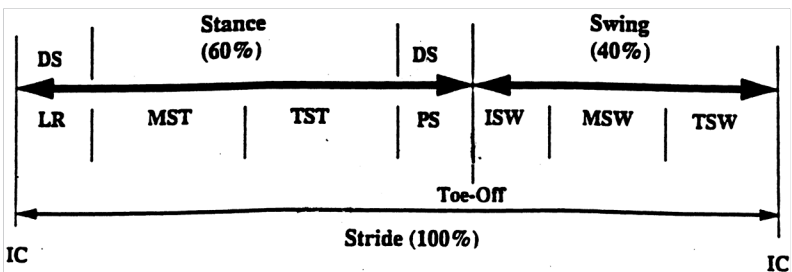 Stance Swing
(60%) (40%)
DS DS
LR MST TST PS ISW MSW TSW
Toe-Off
Stride (100%)
IC IC